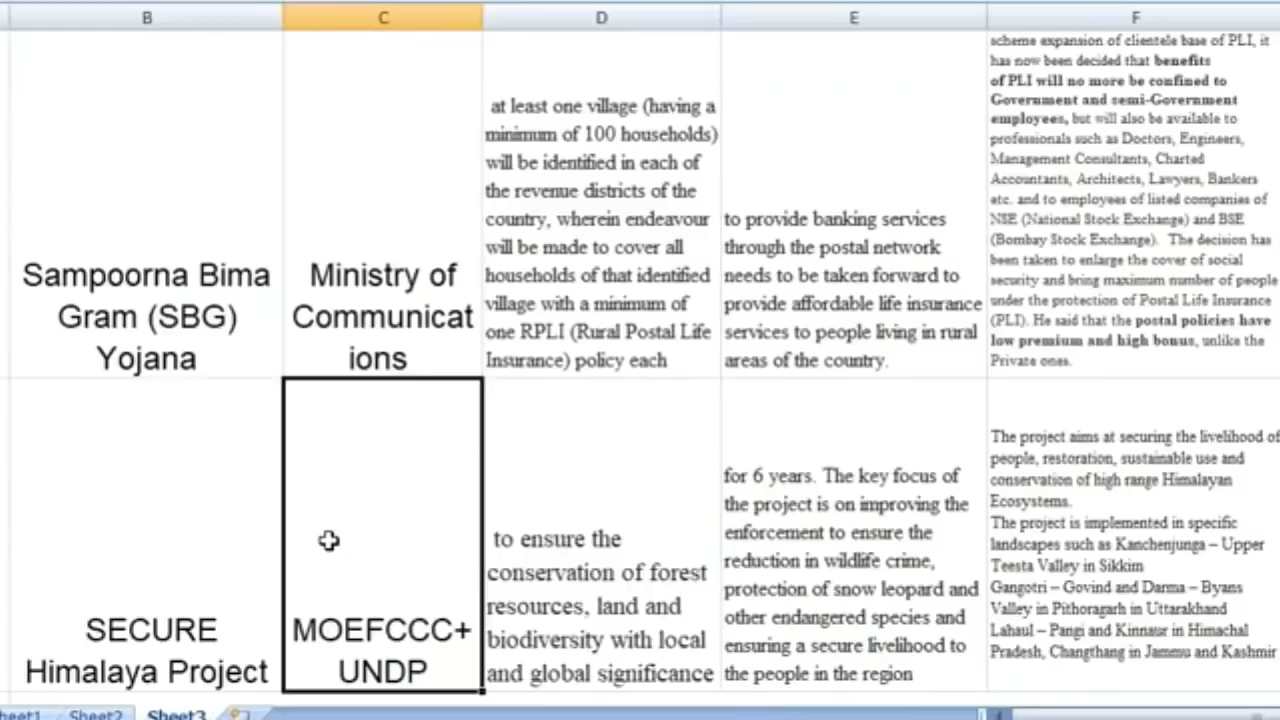 B
C
D
E
F
Sampoorna Bima
Gram (SBG)
Yojana
Ministry of
Communicat
ions
at least one village (having a
minimum of 100 households)
will be identified in each of
the revenue districts of the
country, wherein endeavour
will be made to cover all
households of that identified
village with a minimum of
one RPLI (Rural Postal Life
Insurance) policy each
to provide banking services
through the postal network
needs to be taken forward to
provide affordable life insurance
services to people living in rural
areas of the country.
scheme expansion of clientele base of PLI, it
has now been decided that benefits
of PLI will no more be confined to
Government and semi-Government
employees, but will also be available to
professionals such as Doctors, Engineers,
Management Consultants, Charted
Accountants, Architects, Lawyers, Bankers
etc. and to employees of listed companies of
NSE (National Stock Exchange) and BSE
(Bombay Stock Exchange). The decision has
been taken to enlarge the cover of social
security and bring maximum number of people
under the protection of Postal Life Insurance
(PLI). He said that the postal policies have
low premium and high bonus, unlike the
Private ones.
SECURE
Himalaya Project
MOEFCCC+
UNDP
to ensure the
conservation of forest
resources, land and
biodiversity with local
and global significance
for 6 years. The key focus of
the project is on improving the
enforcement to ensure the
reduction in wildlife crime,
protection of snow leopard and
other endangered species and
ensuring a secure livelihood to
the people in the region
The project aims at securing the livelihood of
people, restoration, sustainable use and
conservation of high range Himalayan
Ecosystems.
The project is implemented in specific
landscapes such as Kanchenjunga – Upper
Teesta Valley in Sikkim
Gangotri – Govind and Darma – Byans
Valley in Pithoragarh in Uttarakhand
Lahaul – Pangi and Kinnaur in Himachal
Pradesh, Changthang in Jammu and Kashmir
heet1 Sheet2 Sheet3